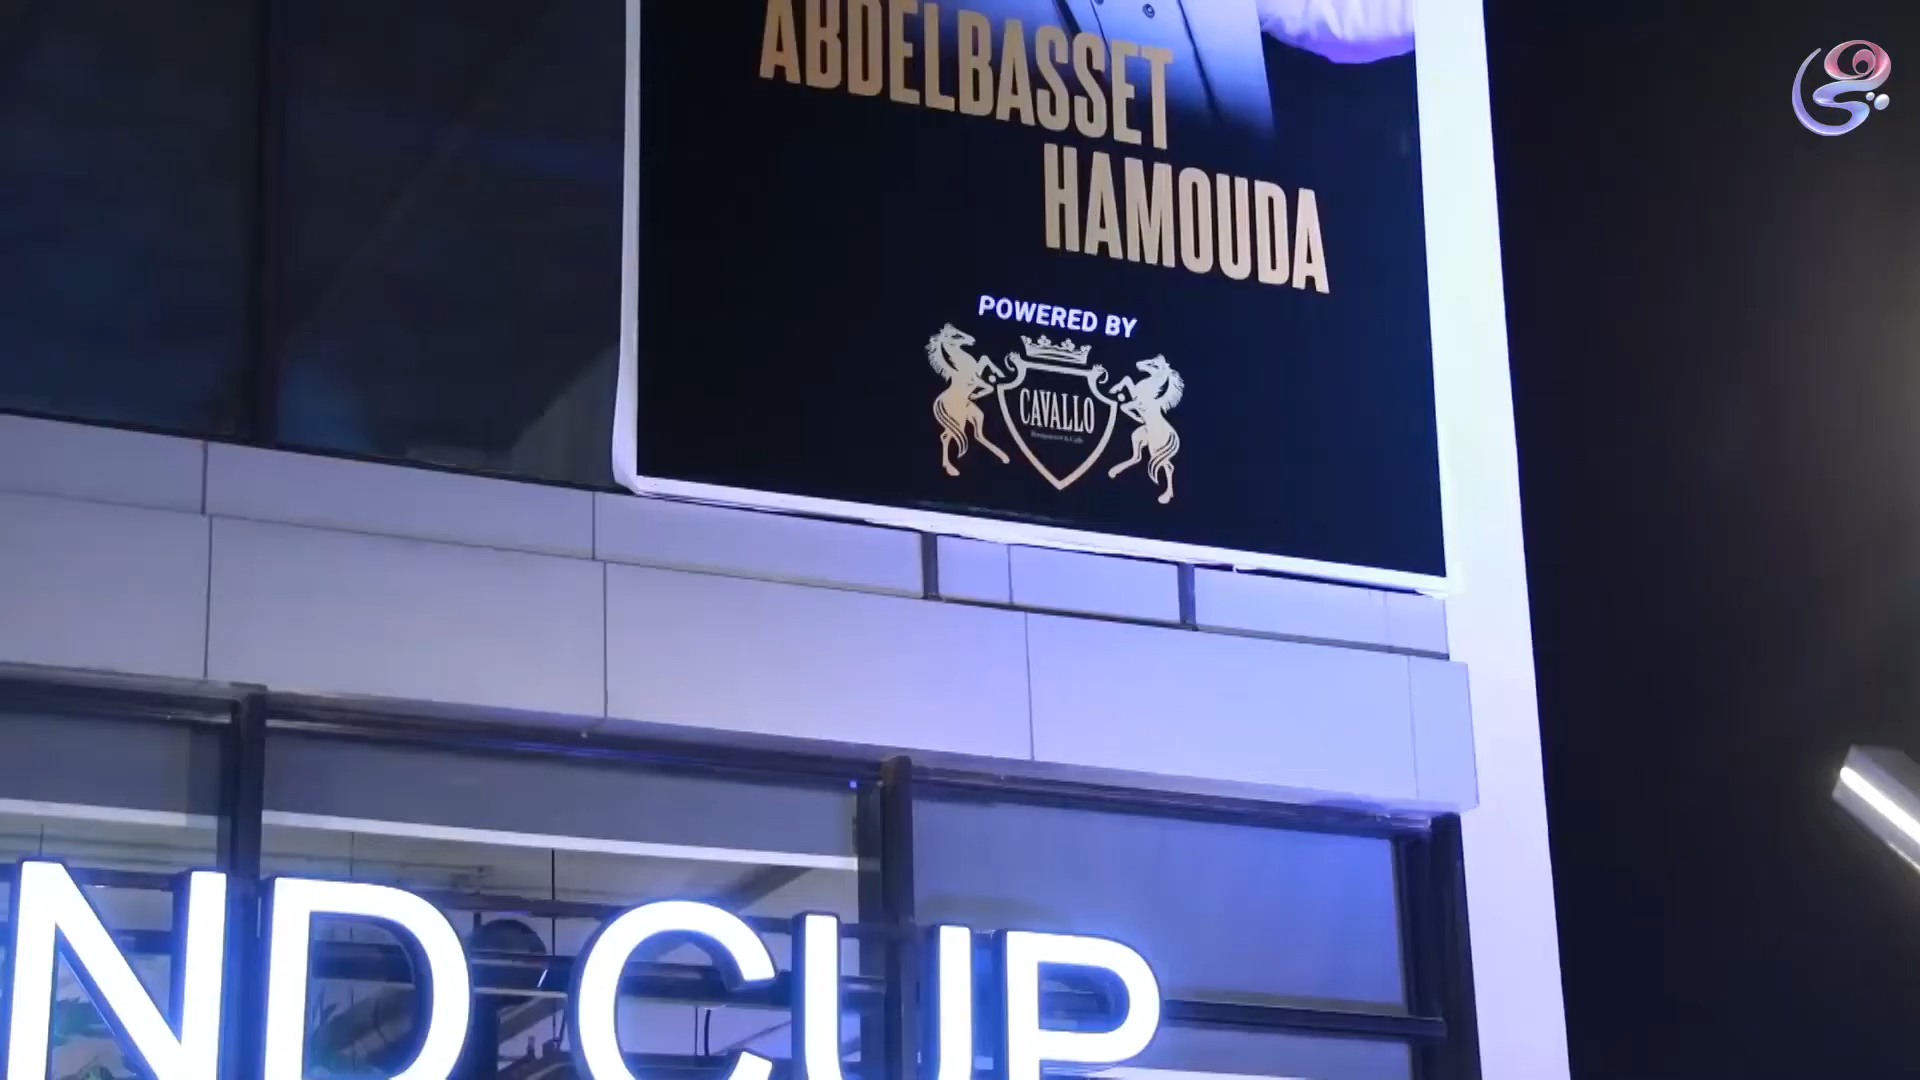 ABDELBASSET
HAMOUDA
POWERED BY
CAVALLO
ND CUP